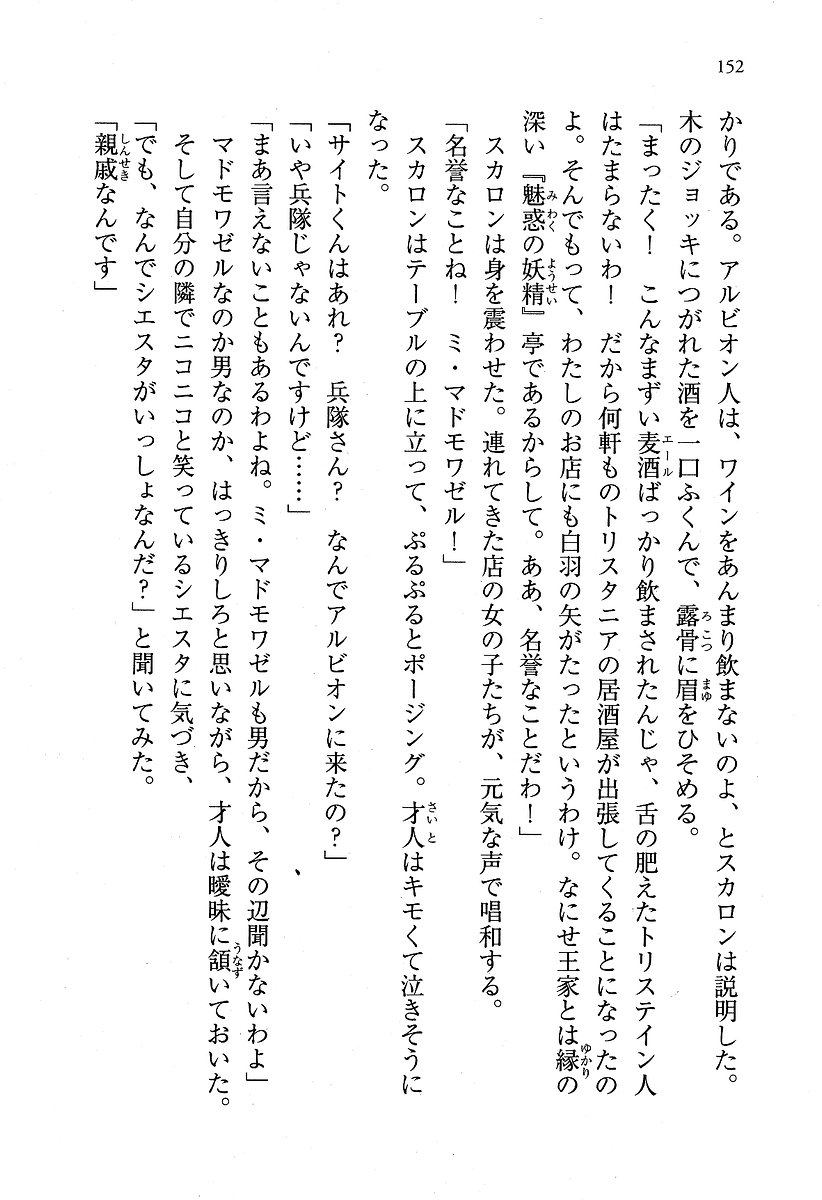 152
かりである。アルビオン人は、ワインをあんまり飲まないのよ、とスカロンは説明した。
木のジョッキにつがれた酒を一口ふくんで、露骨に眉をひそめる。
「まったく！　こんなまずい麦酒ばっかり飲まされたんじゃ、舌の肥えたトリステイン人
はたまらないわ！　だから何軒ものトリスタニアの居酒屋が出張してくることになったの
よ。そんでもって、わたしのお店にも白羽の矢がたったというわけ。なにせ王家とは縁の
深い『魅惑の妖精』亭であるからして。ああ、名誉なことだわ！」
　スカロンは身を震わせた。連れてきた店の女の子たちが、元気な声で唱和する。
「名誉なことね！　ミ・マドモワゼル！」
　スカロンはテーブルの上に立って、ぷるぷるとポージング。才人はキモくて泣きそうに
なった。
「サイトくんはあれ？　兵隊さん？　なんでアルビオンに来たの？」
「いや兵隊じゃないんですけど……」
「まあ言えないこともあるわよね。ミ・マドモワゼルも男だから、その辺聞かないわよ」
　マドモワゼルなのか男なのか、はっきりしろと思いながら、才人は曖昧に頷いておいた。
　そして自分の隣でニコニコと笑っているシエスタに気づき、
「でも、なんでシエスタがいっしょなんだ？」と聞いてみた。
「親戚なんです」